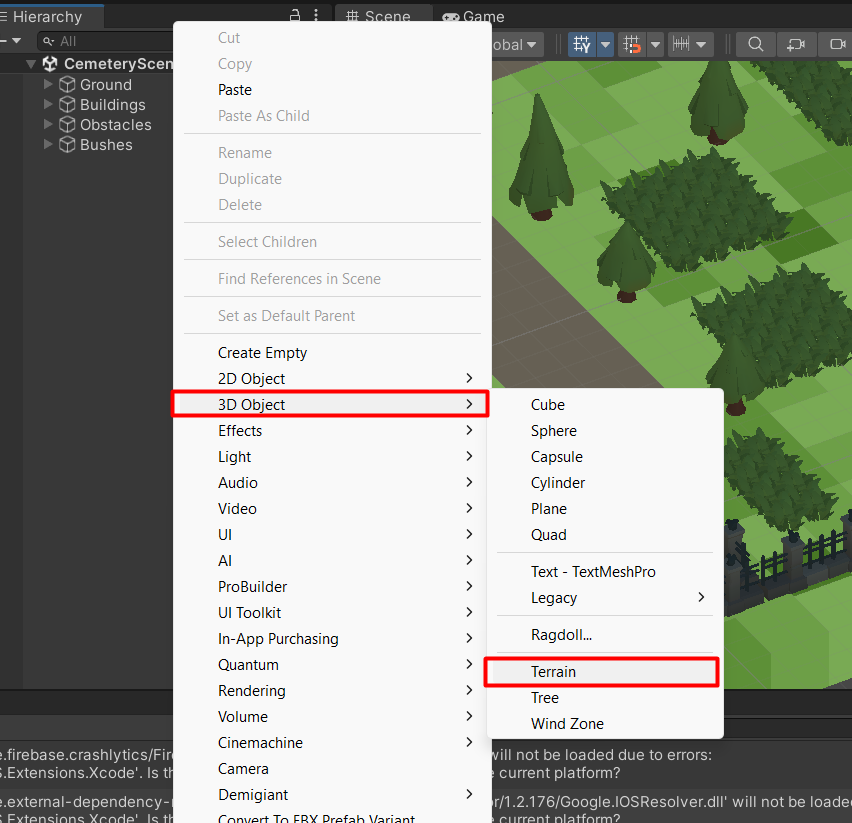 Hierarchy
Scene
Game
All
obal
CemeteryScen
Ground
Buildings
Obstacles
Bushes
Cut
Copy
Paste
Paste As Child
Rename
Duplicate
Delete
Select Children
Find References in Scene
Set as Default Parent
Create Empty
2D Object
3D Object
Effects
Light
Audio
Video
UI
AI
ProBuilder
UI Toolkit
In-App Purchasing
Quantum
Rendering
Volume
Cinemachine
Camera
Demigiant
Convert To FBX Prefab Variant
Cube
Sphere
Capsule
Cylinder
Plane
Quad
Text - TextMeshPro
Legacy
Ragdoll...
Terrain
Tree
Wind Zone
e.firebase.crashlytics/Fir
will not be loaded due to errors:
S.Extensions.Xcode'. Is th
e current platform?
e.external-dependency-
or/1.2.176/Google.IOSResolver.dll' will not be loade
S.Extensions.Xcode'. Is th
e current platform?